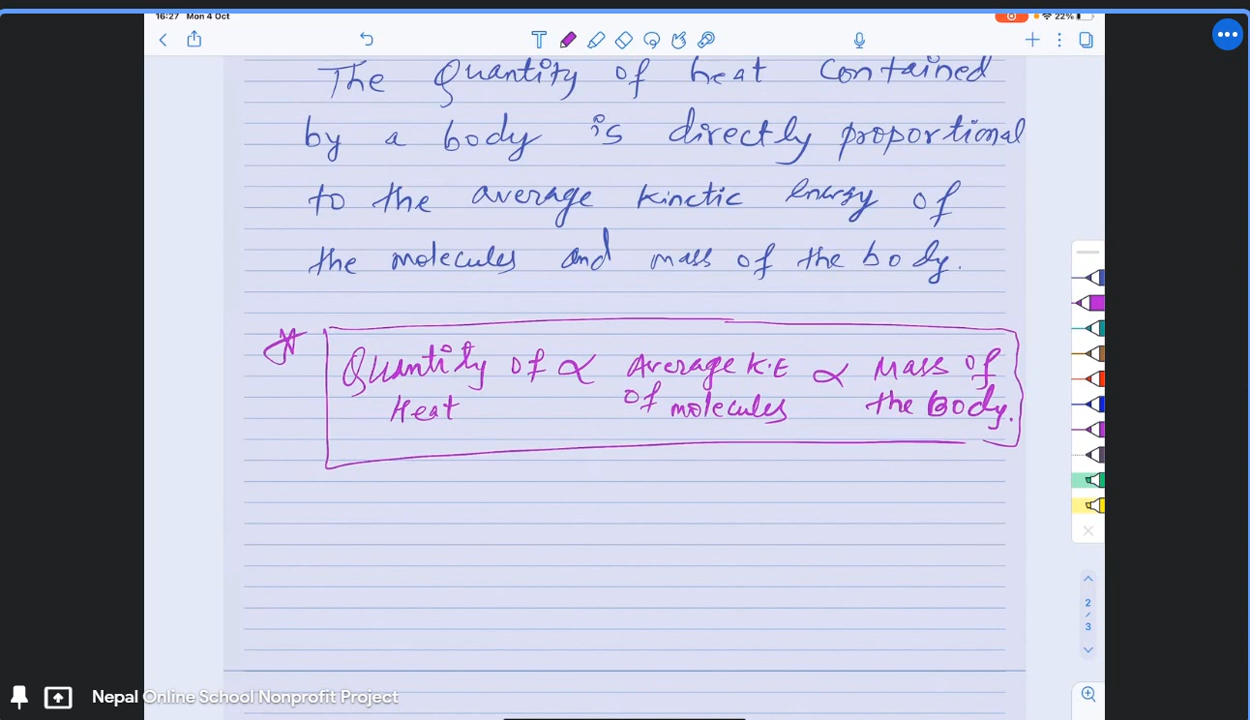 16:27 Mon 4 Oct
22%
The Quantity of heat contained
by a body is directly proportional
to the average kinetic energy of
the molecules and mass of the body.
Quantity of ∝ Average K.E ∝ Mass of
Heat of molecules the Body.
2
/
3
Nepal Online School Nonprofit Project